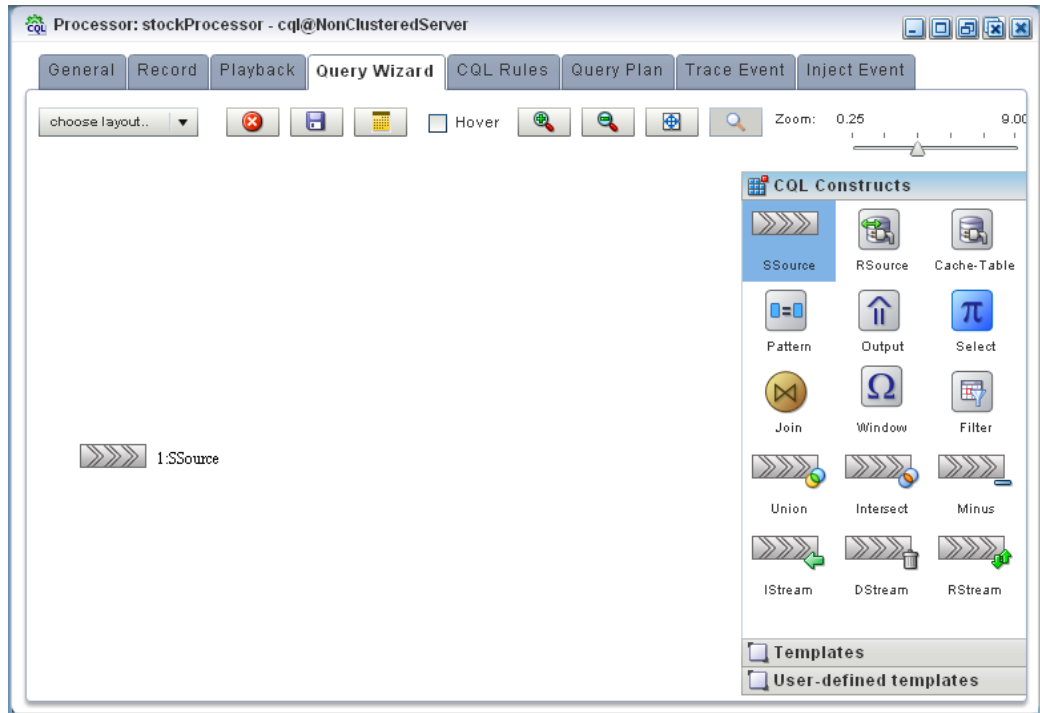 CQL Processor: stockProcessor - cql@NonClusteredServer
General Record Playback Query Wizard CQL Rules Query Plan Trace Event Inject Event
choose layout.. Hover Zoom: 0.25 9.00
CQL Constructs
SSource RSource Cache-Table
Pattern Output Select
Join Window Filter
1:SSource
Union Intersect Minus
IStream DStream RStream
Templates
User-defined templates